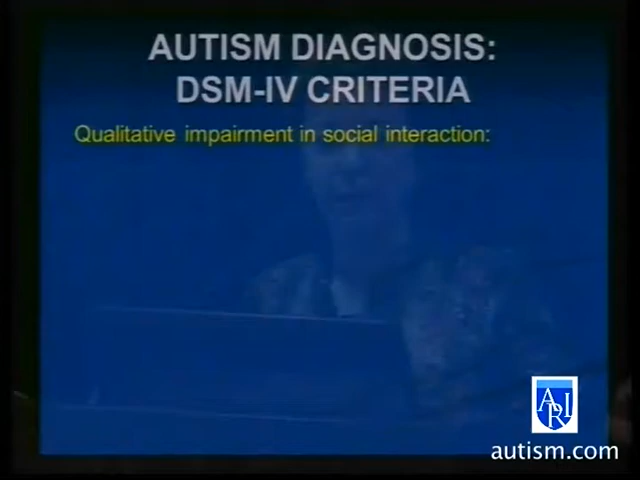 AUTISM DIAGNOSIS:
DSM-IV CRITERIA
Qualitative impairment in social interaction:
ARI
autism.com